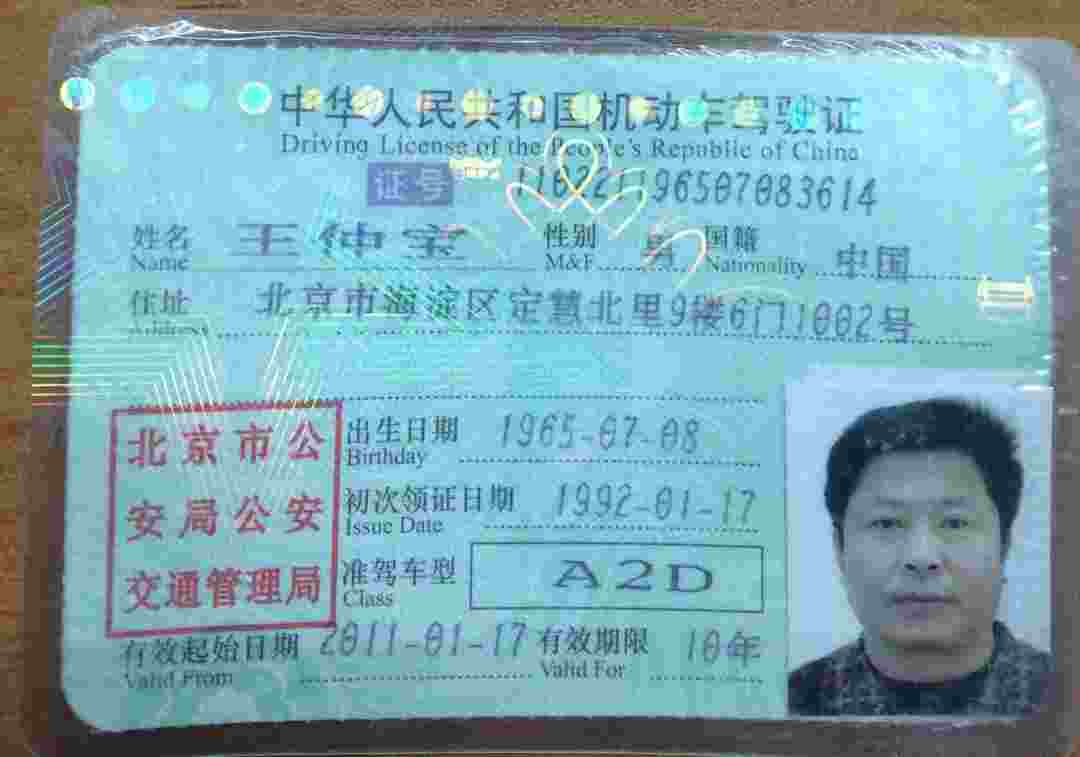 中华人民共和国机动车驾驶证
Driving License of the People's Republic of China
证号 110221196507083614
姓名 王仲宝 性别 男 国籍 中国
Name M&F Nationality
住址 北京市海淀区定慧北里9楼6门1002号
Address
北京市公
安局公安
交通管理局
出生日期 1965-07-08
Birthday
初次领证日期 1992-01-17
Issue Date
准驾车型 A2D
Class
有效起始日期 2011-01-17 有效期限 10年
Valid From Valid For